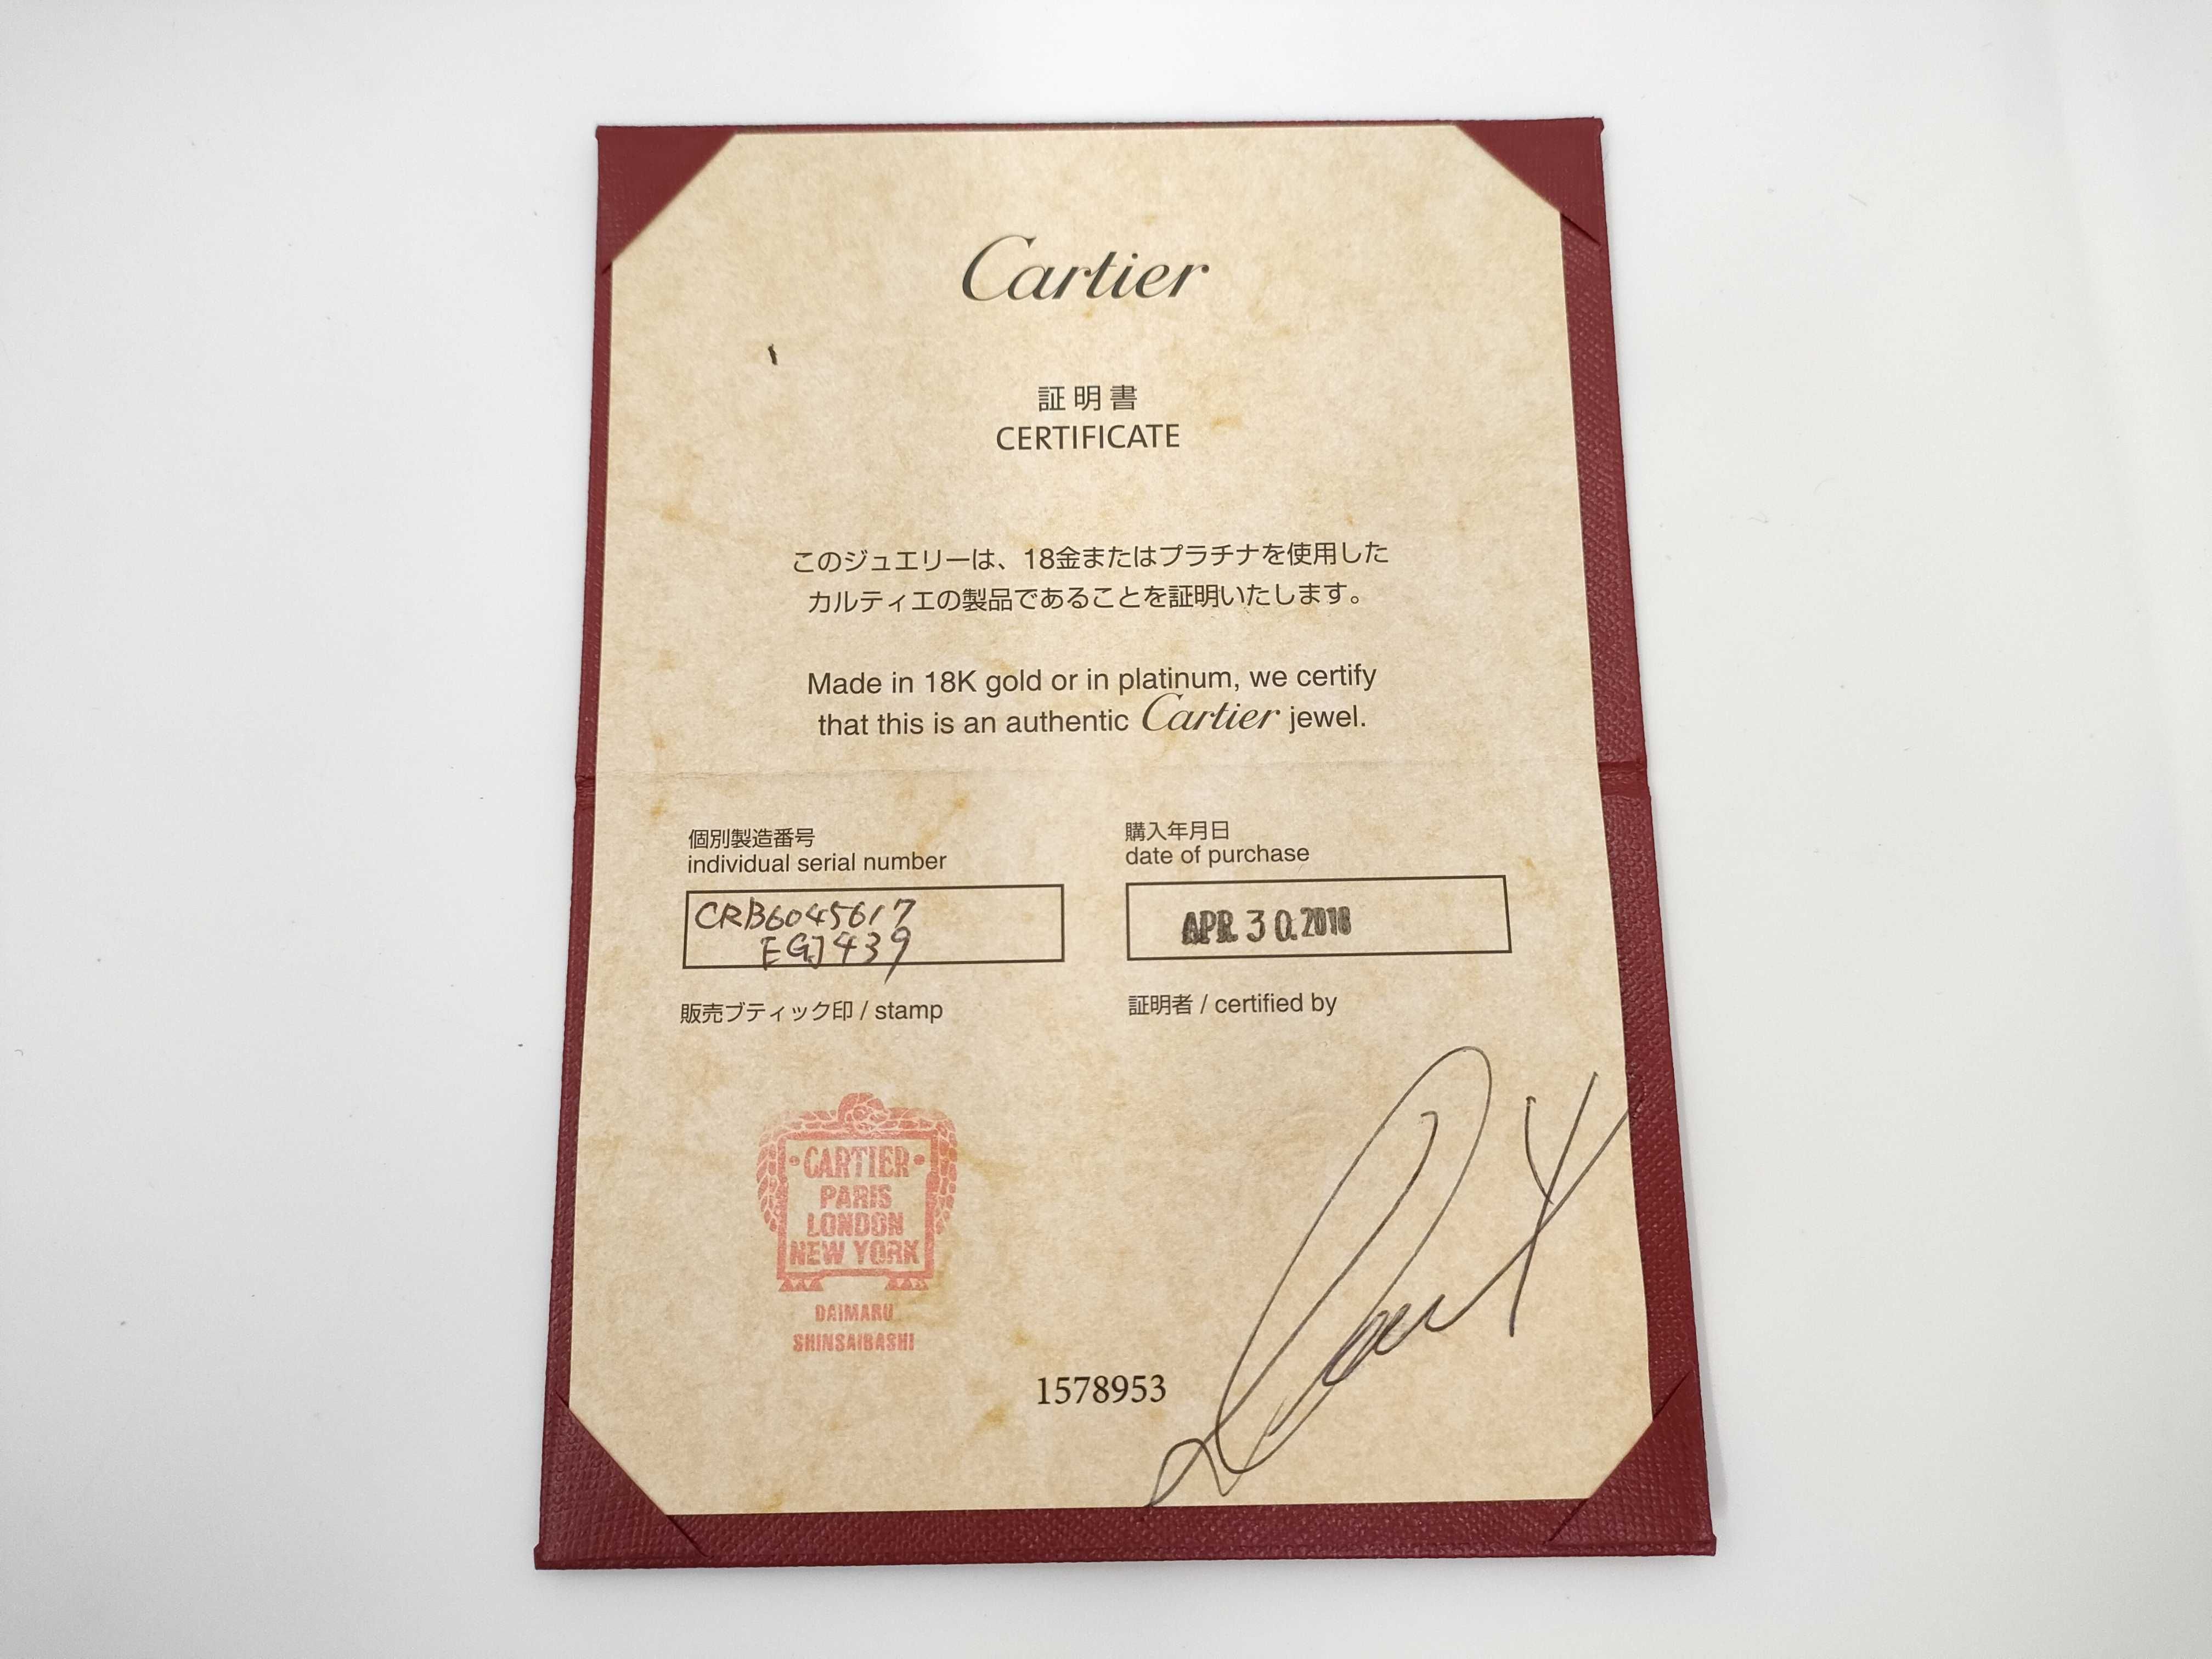 Cartier
証明書
CERTIFICATE
このジュエリーは、18金またはプラチナを使用した
カルティエの製品であることを証明いたします。
Made in 18K gold or in platinum, we certify
that this is an authentic Cartier jewel.
個別製造番号
individual serial number
CRB6045617
EGJ439
購入年月日
date of purchase
APR. 30. 2018
販売ブティック印 / stamp
証明者 / certified by
·CARTIER·
PARIS
LONDON
NEW YORK
DAIMARU
SHINSAIBASHI
1578953